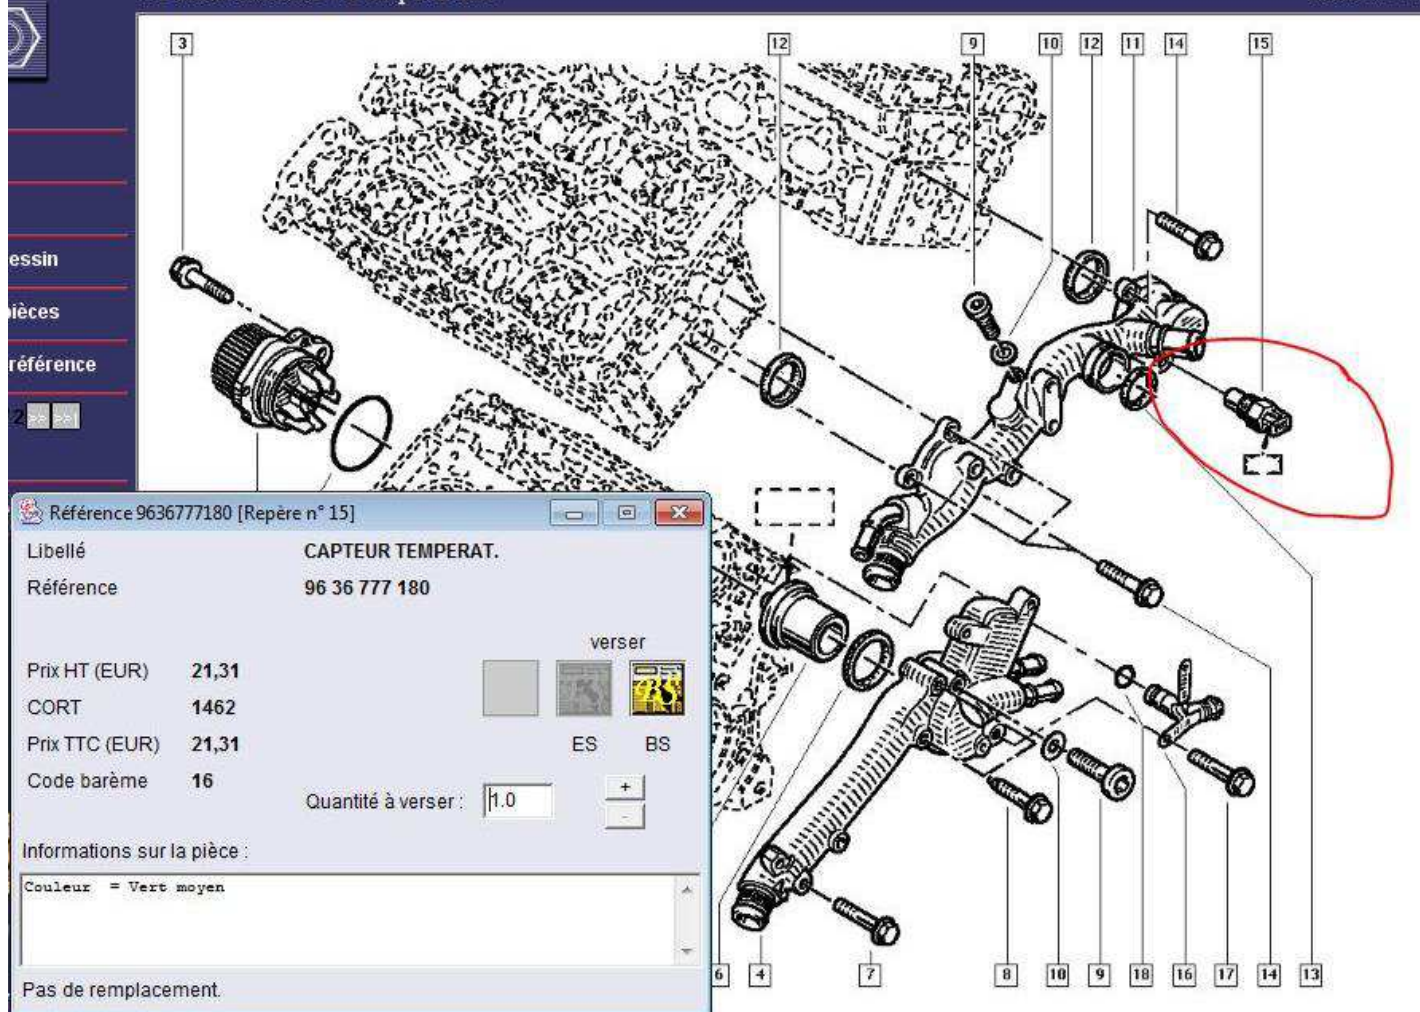 3
12
9
10
12
11
14
15
essin
pièces
référence
2 >> >>|
Référence 9636777180 [Repère n° 15]
Libellé CAPTEUR TEMPERAT.
Référence 96 36 777 180
verser
Prix HT (EUR) 21,31
CORT 1462
Prix TTC (EUR) 21,31
ES BS
Code barème 16
Quantité à verser : 1.0
+
-
Informations sur la pièce :
Couleur = Vert moyen
Pas de remplacement.
6
4
7
8
10
9
18
16
17
14
13